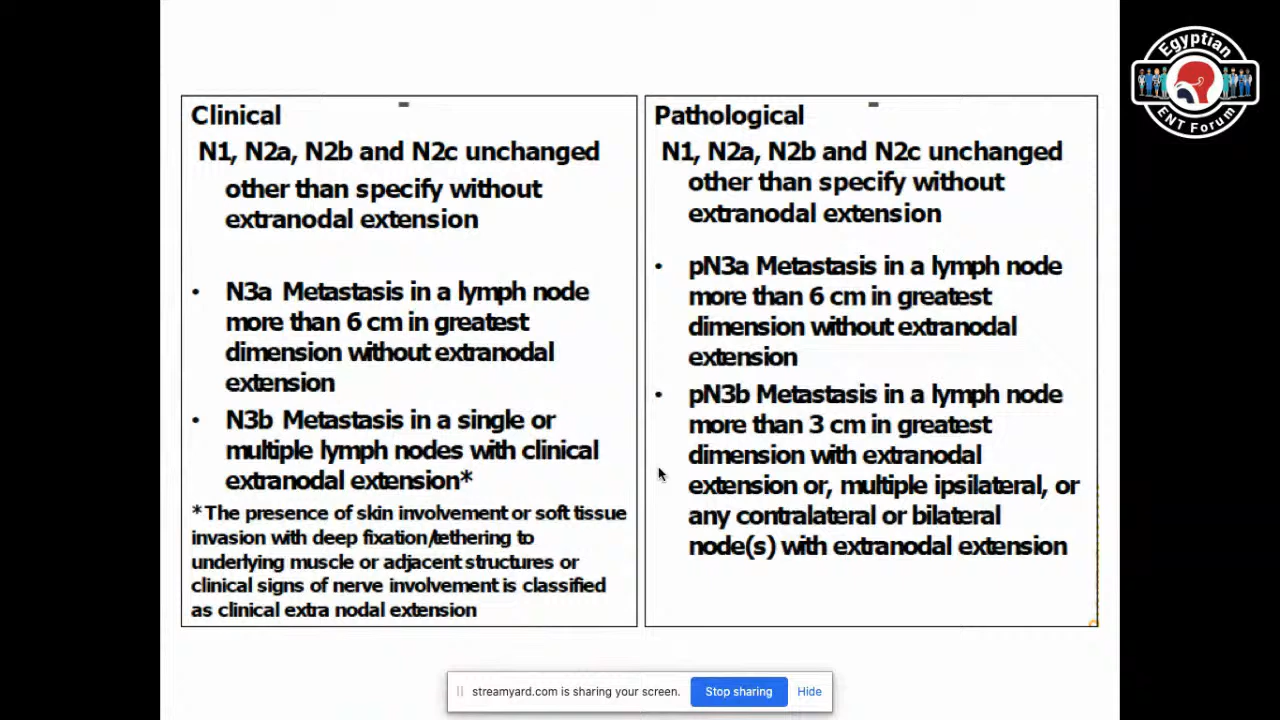 Clinical
N1, N2a, N2b and N2c unchanged
other than specify without
extranodal extension
• N3a Metastasis in a lymph node
more than 6 cm in greatest
dimension without extranodal
extension
• N3b Metastasis in a single or
multiple lymph nodes with clinical
extranodal extension*
* The presence of skin involvement or soft tissue
invasion with deep fixation/tethering to
underlying muscle or adjacent structures or
clinical signs of nerve involvement is classified
as clinical extra nodal extension
Pathological
N1, N2a, N2b and N2c unchanged
other than specify without
extranodal extension
• pN3a Metastasis in a lymph node
more than 6 cm in greatest
dimension without extranodal
extension
• pN3b Metastasis in a lymph node
more than 3 cm in greatest
dimension with extranodal
extension or, multiple ipsilateral, or
any contralateral or bilateral
node(s) with extranodal extension
Egyptian
ENT Forum
streamyard.com is sharing your screen.
Stop sharing
Hide